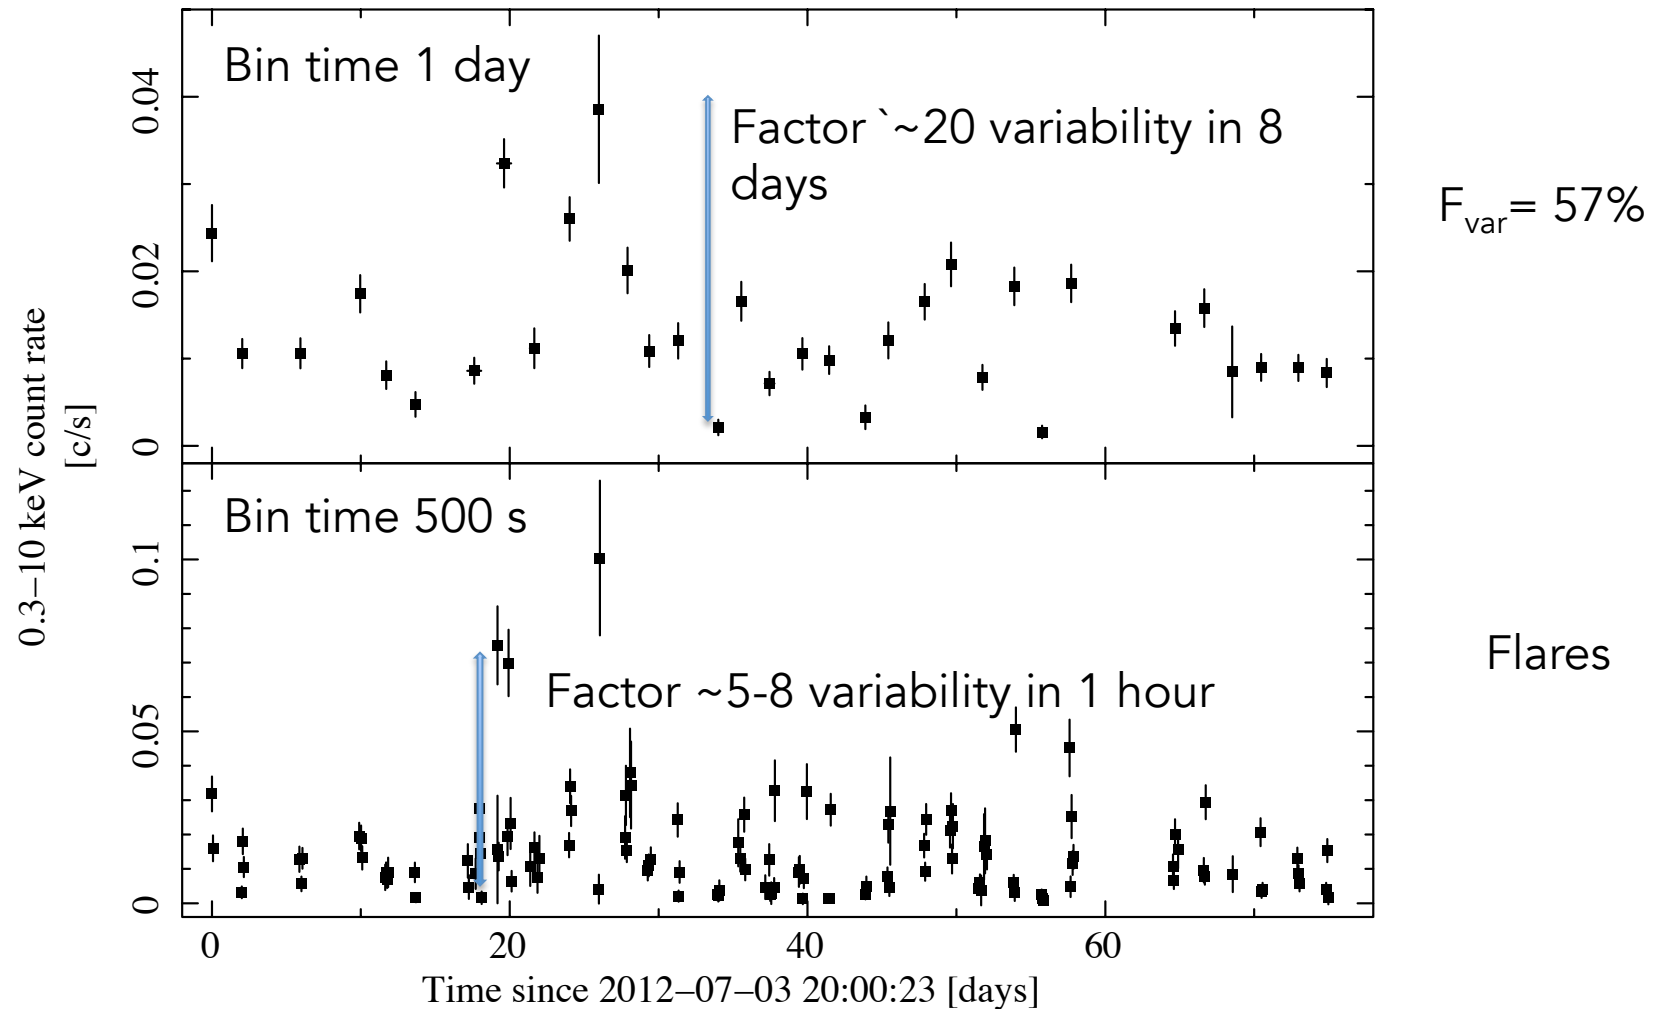 Bin time 1 day
Factor `~20 variability in 8
days
Fvar= 57%
0.04
0.02
0
0.3−10 keV count rate
[c/s]
Bin time 500 s
Factor ~5-8 variability in 1 hour
Flares
0.1
0.05
0
0 20 40 60
Time since 2012−07−03 20:00:23 [days]